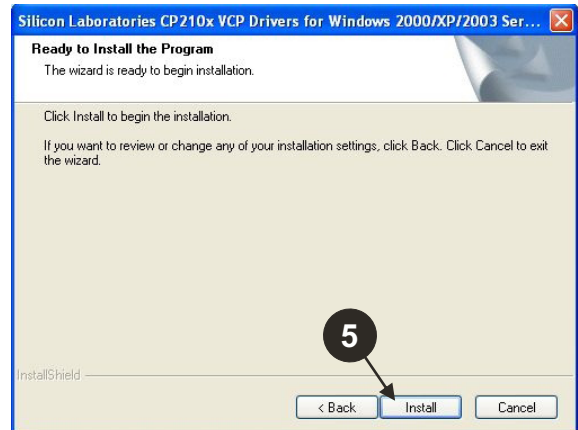 Silicon Laboratories CP210x VCP Drivers for Windows 2000/XP/2003 Ser...
Ready to Install the Program
The wizard is ready to begin installation.
Click Install to begin the installation.
If you want to review or change any of your installation settings, click Back. Click Cancel to exit
the wizard.
5
InstallShield
< Back Install Cancel